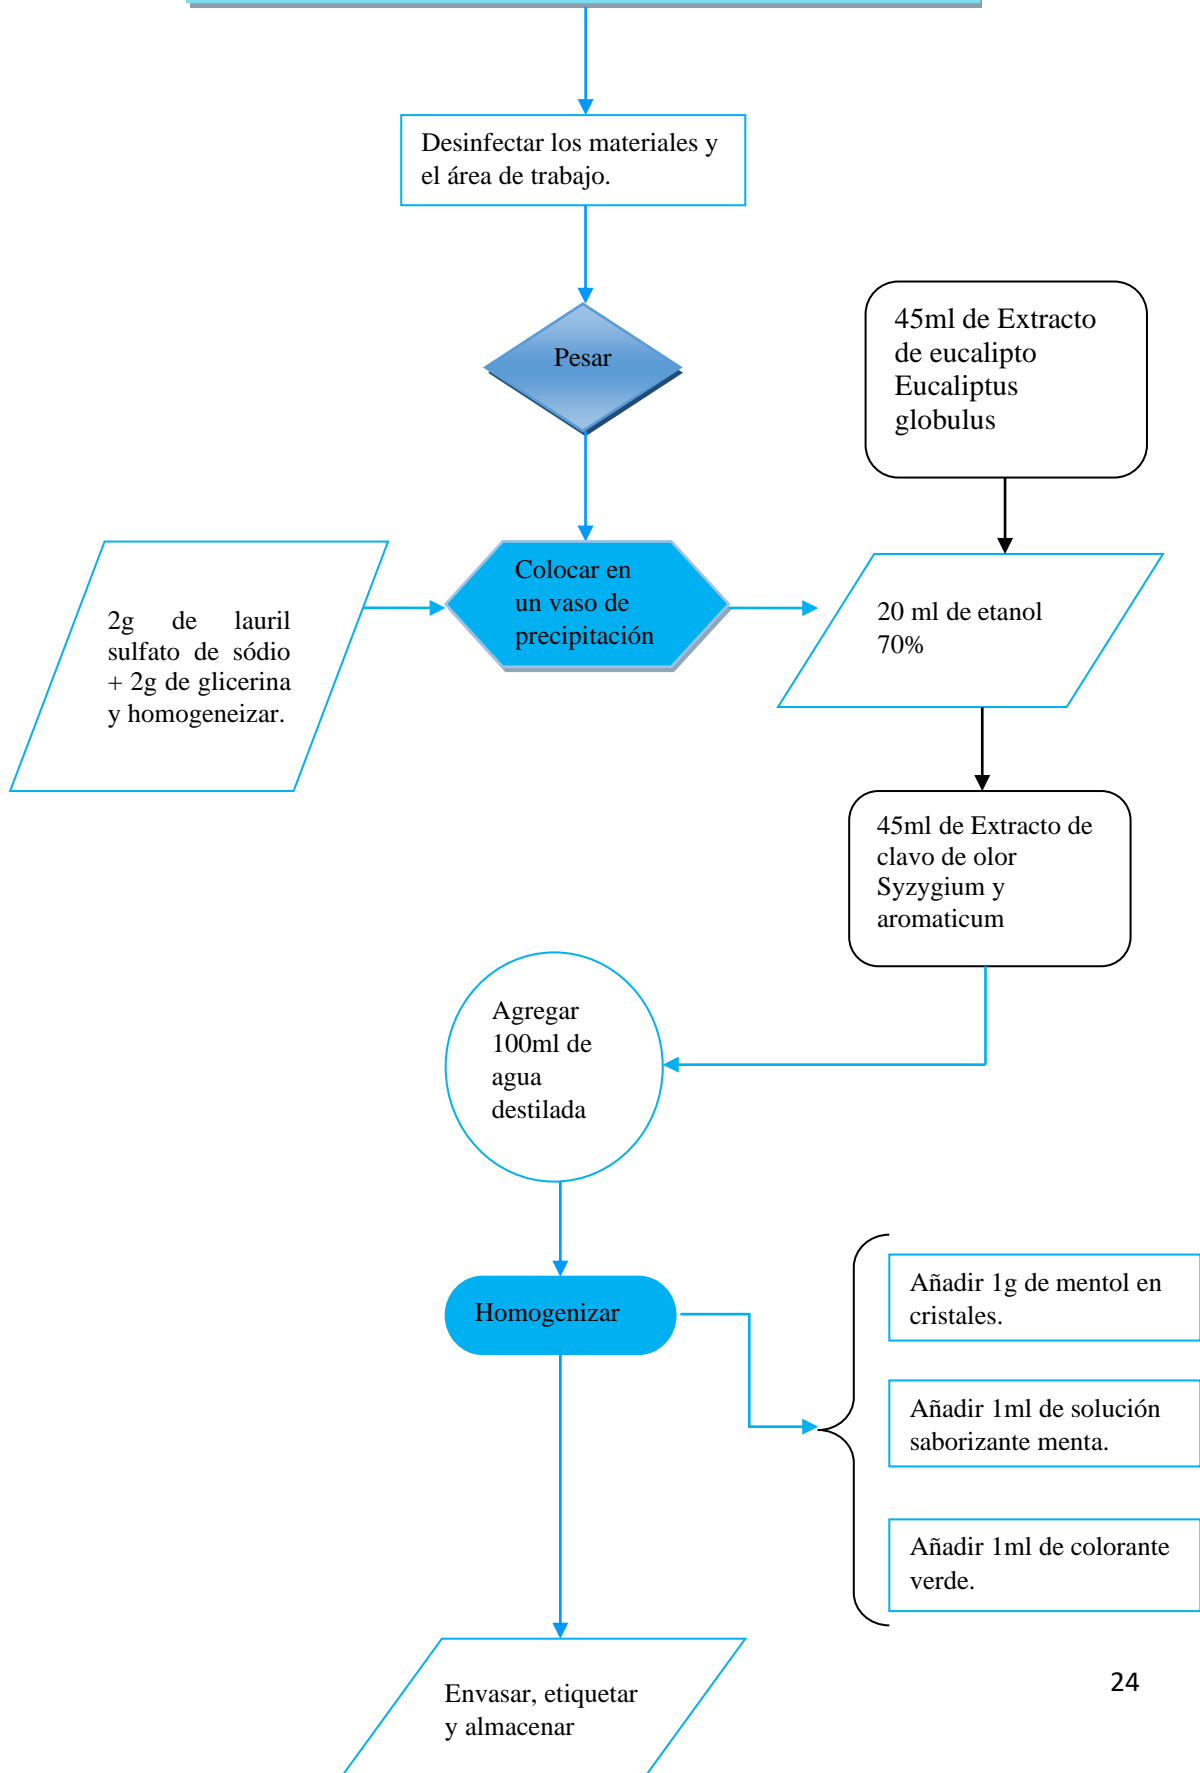 Desinfectar los materiales y
el área de trabajo.
Pesar
45ml de Extracto
de eucalipto
Eucaliptus
globulus
Colocar en
un vaso de
precipitación
2g de lauril
sulfato de sódio
+ 2g de glicerina
y homogeneizar.
20 ml de etanol
70%
45ml de Extracto de
clavo de olor
Syzygium y
aromaticum
Agregar
100ml de
agua
destilada
Homogenizar
Añadir 1g de mentol en
cristales.
Añadir 1ml de solución
saborizante menta.
Añadir 1ml de colorante
verde.
Envasar, etiquetar
y almacenar
24